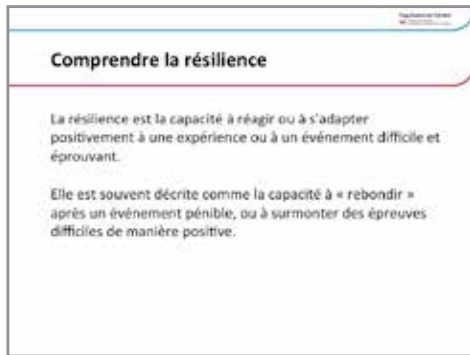 Comprendre la résilience
La résilience est la capacité à réagir ou à s'adapter
positivement à une expérience ou à un événement difficile et
éprouvant.
Elle est souvent décrite comme la capacité à « rebondir »
après un événement pénible, ou à surmonter des épreuves
difficiles de manière positive.